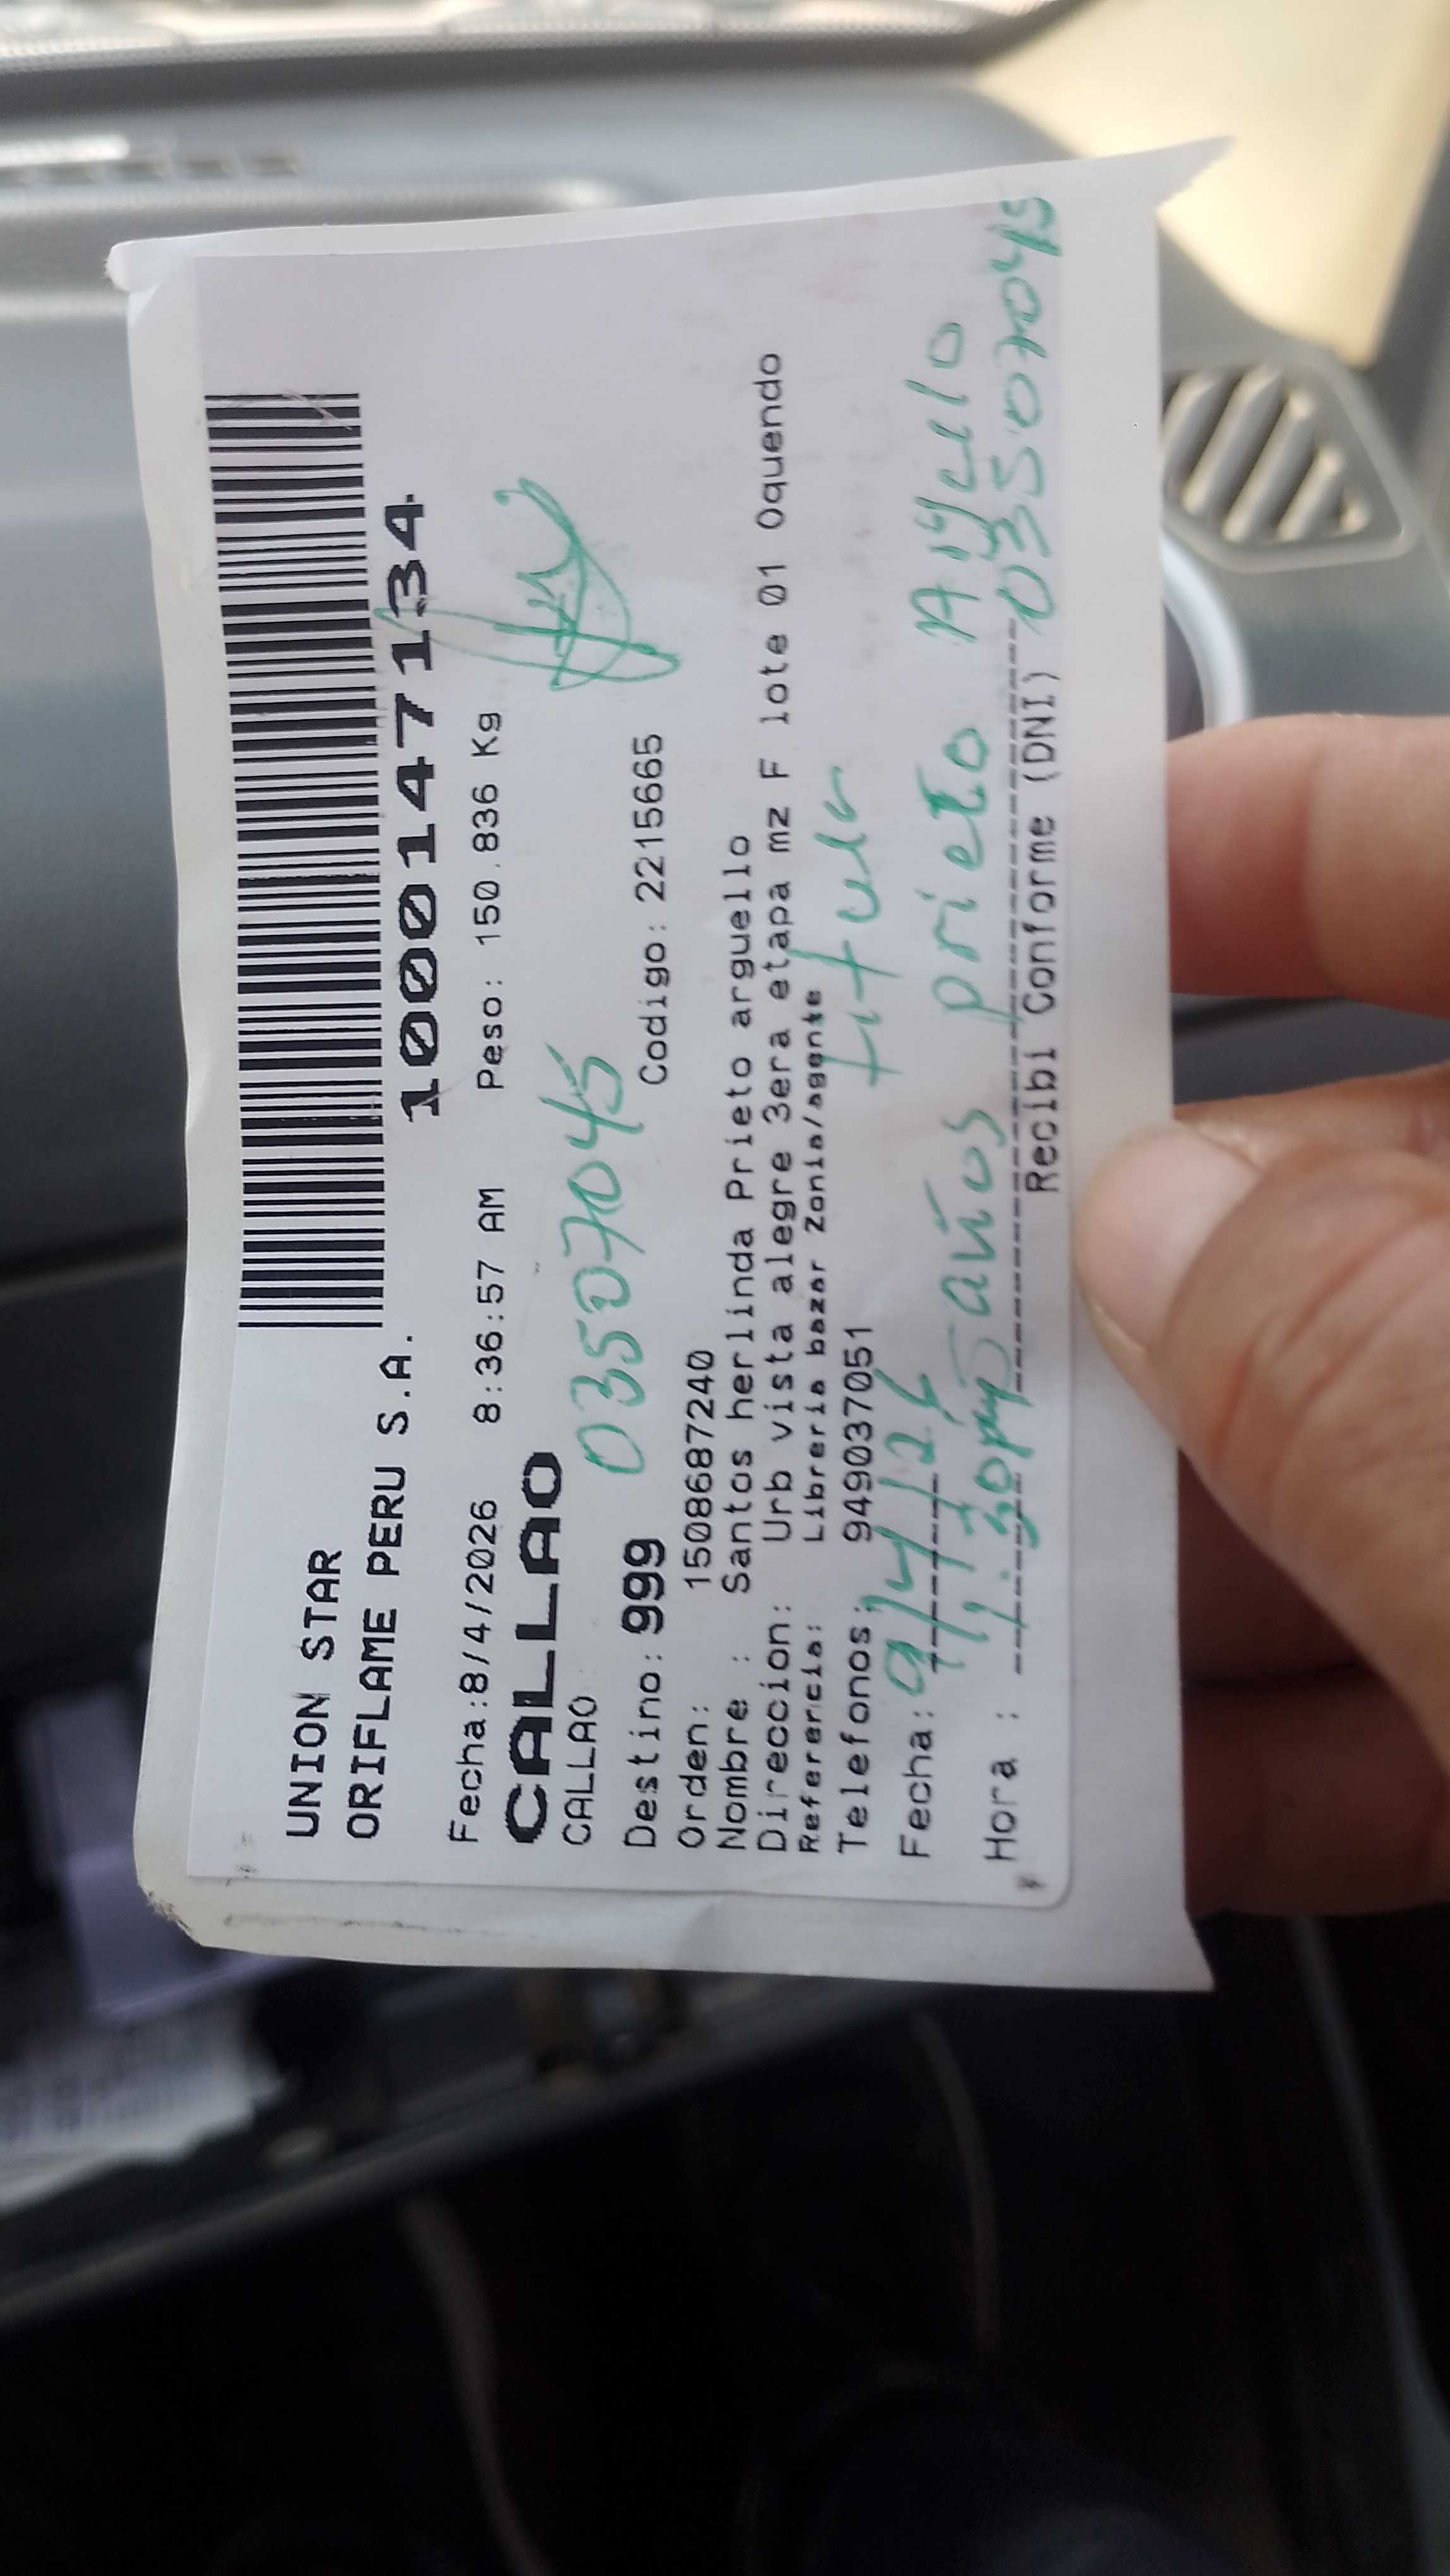 UNION STAR
ORIFLAME PERU S.A.
1000147134
Fecha:8/4/2026 8:36:57 AM Peso: 150.836 Kg
CALLAO
CALLAO
03507045
Destino: 999 Codigo: 2215665
Orden: 1508687240
Nombre : Santos herlinda Prieto arguello
Direccion: Urb vista alegre 3era etapa mz F lote 01 Oquendo
Referencia: Libreria bazar Zonia/agente
Telefonos: 949037051
titular
Fecha: 9/4/26
Hora : 1:30pm Santos prieto Arguello
Recibi Conforme (DNI) 03507045